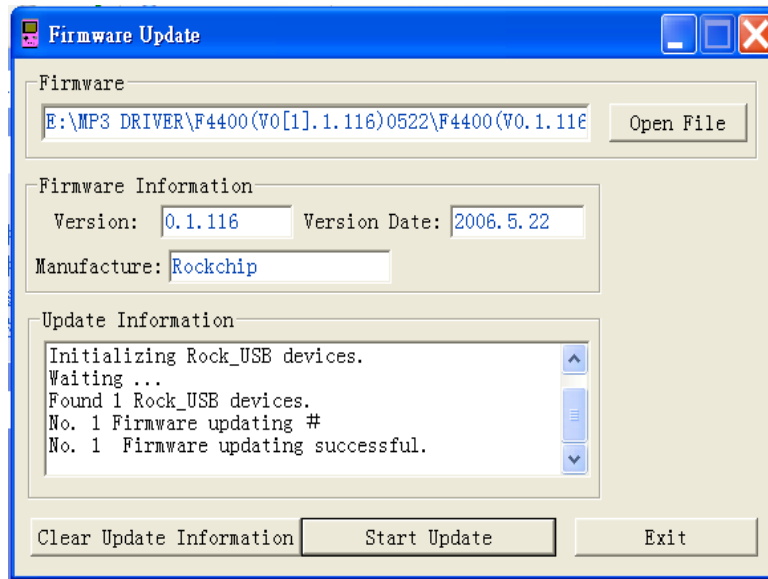 Firmware Update
Firmware
E:\MP3 DRIVER\F4400(V0[1].1.116)0522\F4400(V0.1.116
Open File
Firmware Information
Version: 0.1.116 Version Date: 2006.5.22
Manufacture: Rockchip
Update Information
Initializing Rock_USB devices.
Waiting ...
Found 1 Rock_USB devices.
No. 1 Firmware updating #
No. 1  Firmware updating successful.
Clear Update Information Start Update Exit